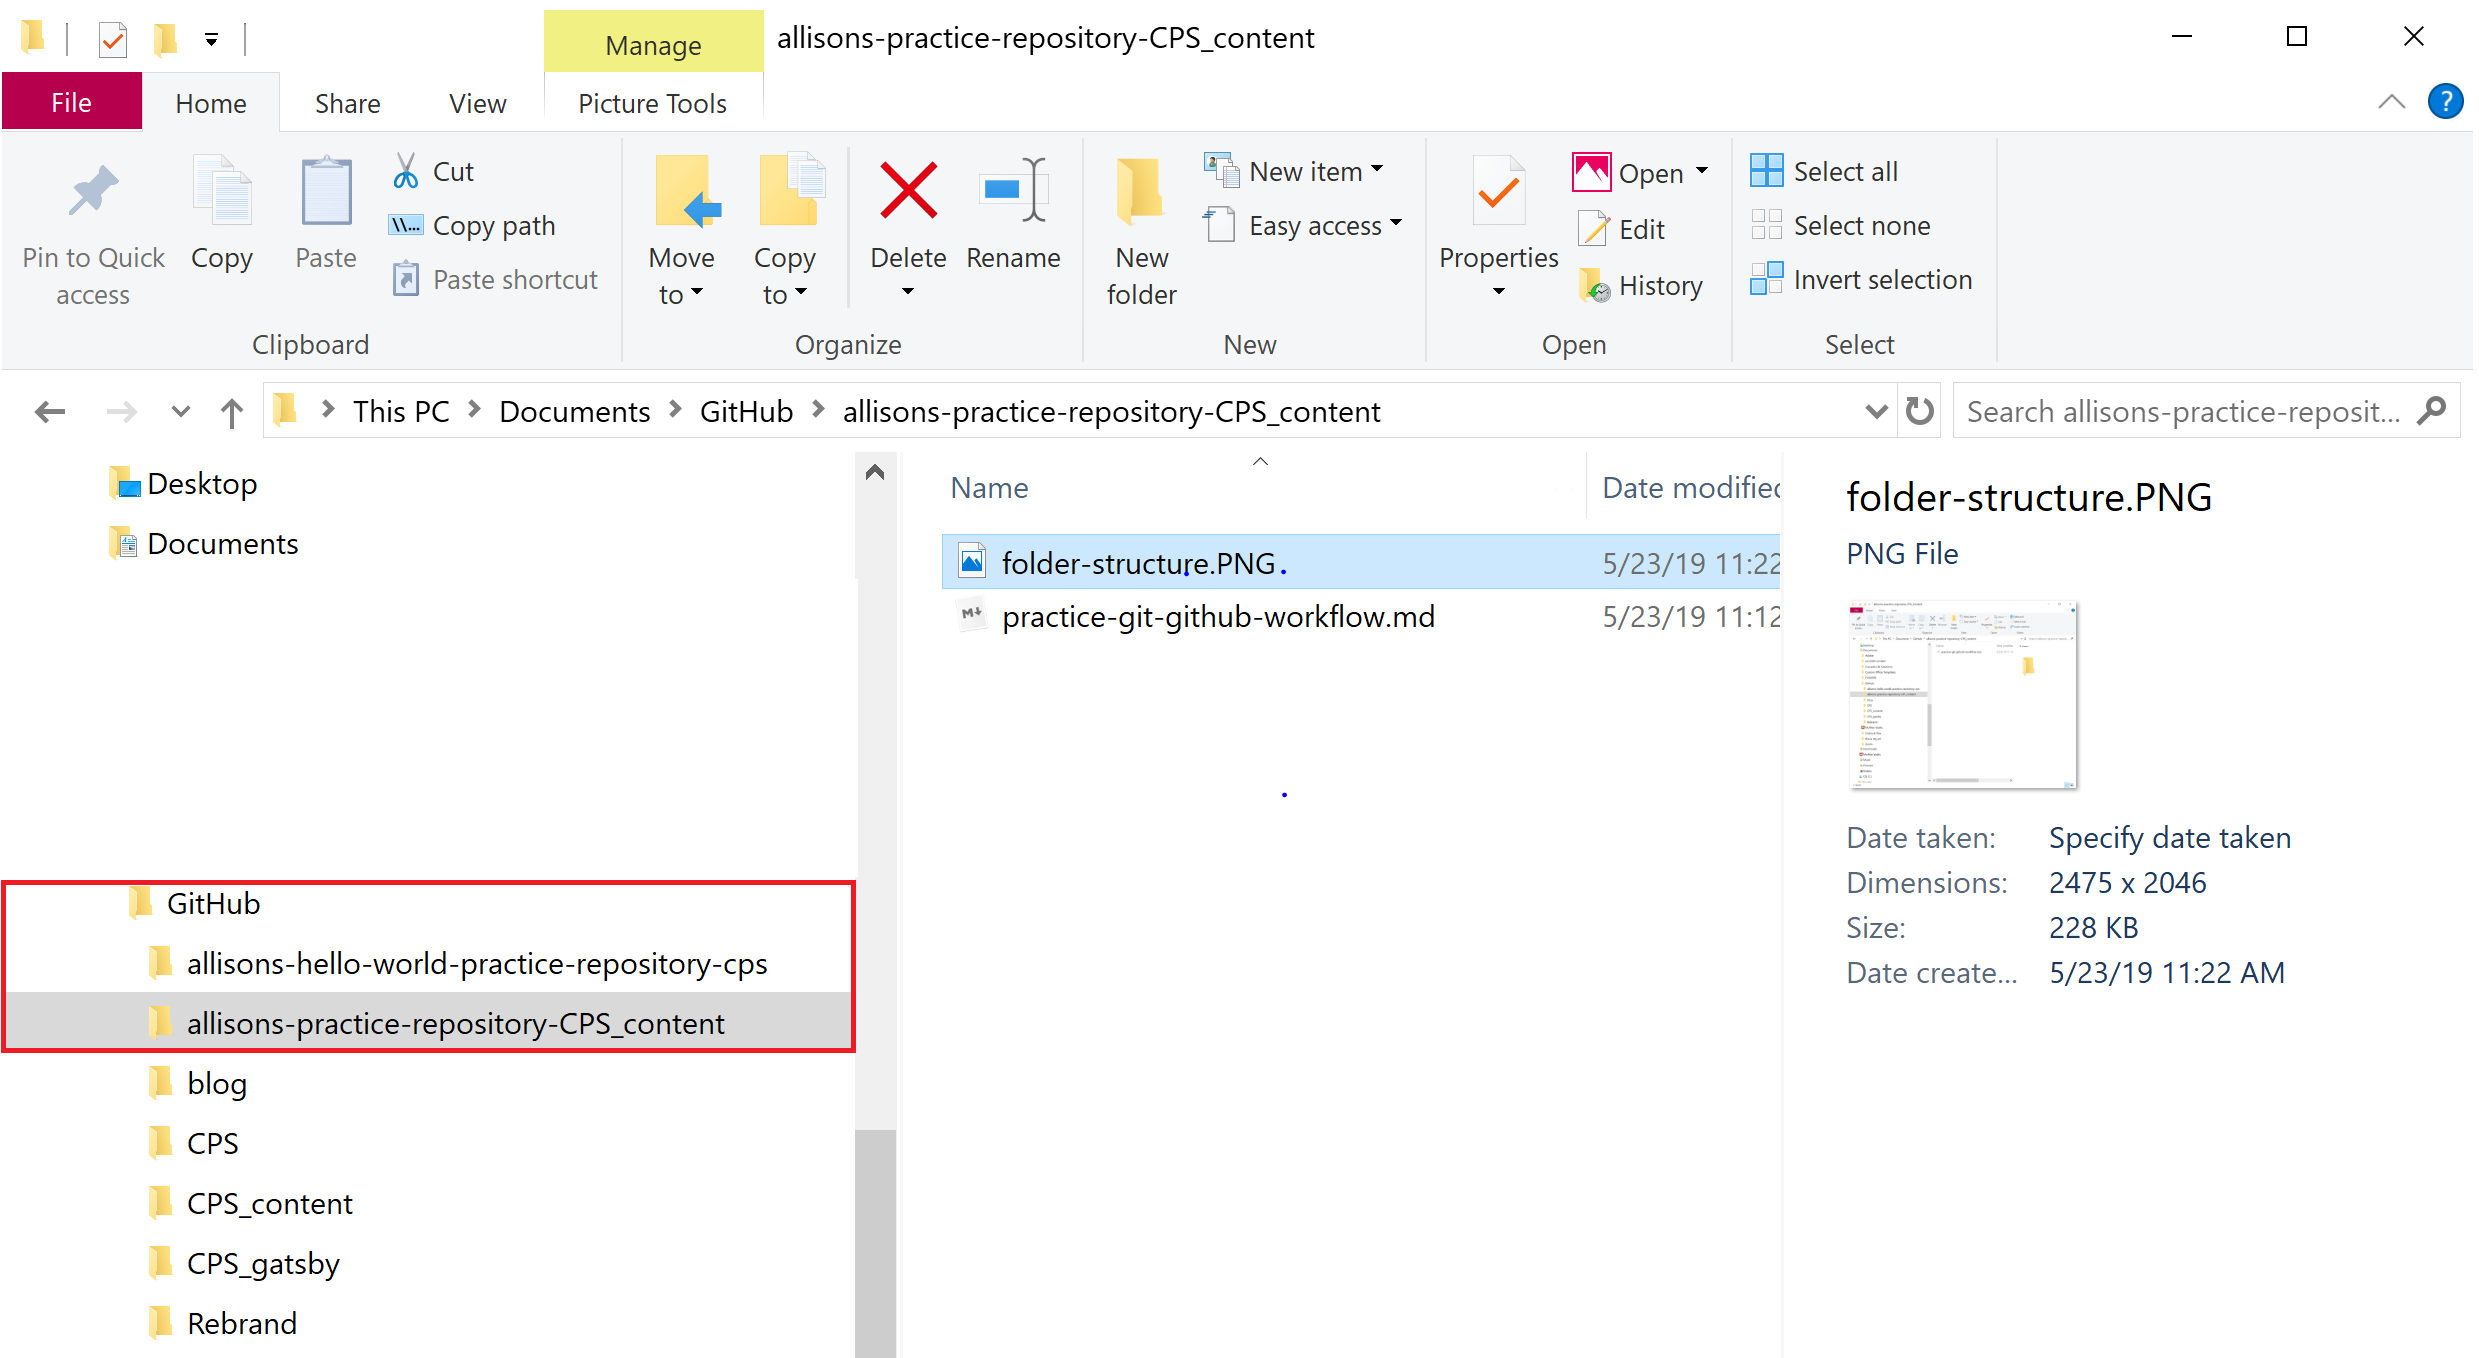 Manage
allisons-practice-repository-CPS_content
File
Home
Share
View
Picture Tools
?
Pin to Quick
access
Copy
Paste
Cut
\\...
Copy path
Paste shortcut
Clipboard
Move
to
Copy
to
Delete
Rename
Organize
New
folder
New item
Easy access
New
Properties
Open
Edit
History
Open
Select all
Select none
Invert selection
Select
This PC
Documents
GitHub
allisons-practice-repository-CPS_content
Search allisons-practice-reposit...
Desktop
Documents
GitHub
allisons-hello-world-practice-repository-cps
allisons-practice-repository-CPS_content
blog
CPS
CPS_content
CPS_gatsby
Rebrand
Name
Date modified
folder-structure.PNG
5/23/19 11:22
M↓
practice-git-github-workflow.md
5/23/19 11:12
folder-structure.PNG
PNG File
Date taken:
Specify date taken
Dimensions:
2475 x 2046
Size:
228 KB
Date create...
5/23/19 11:22 AM